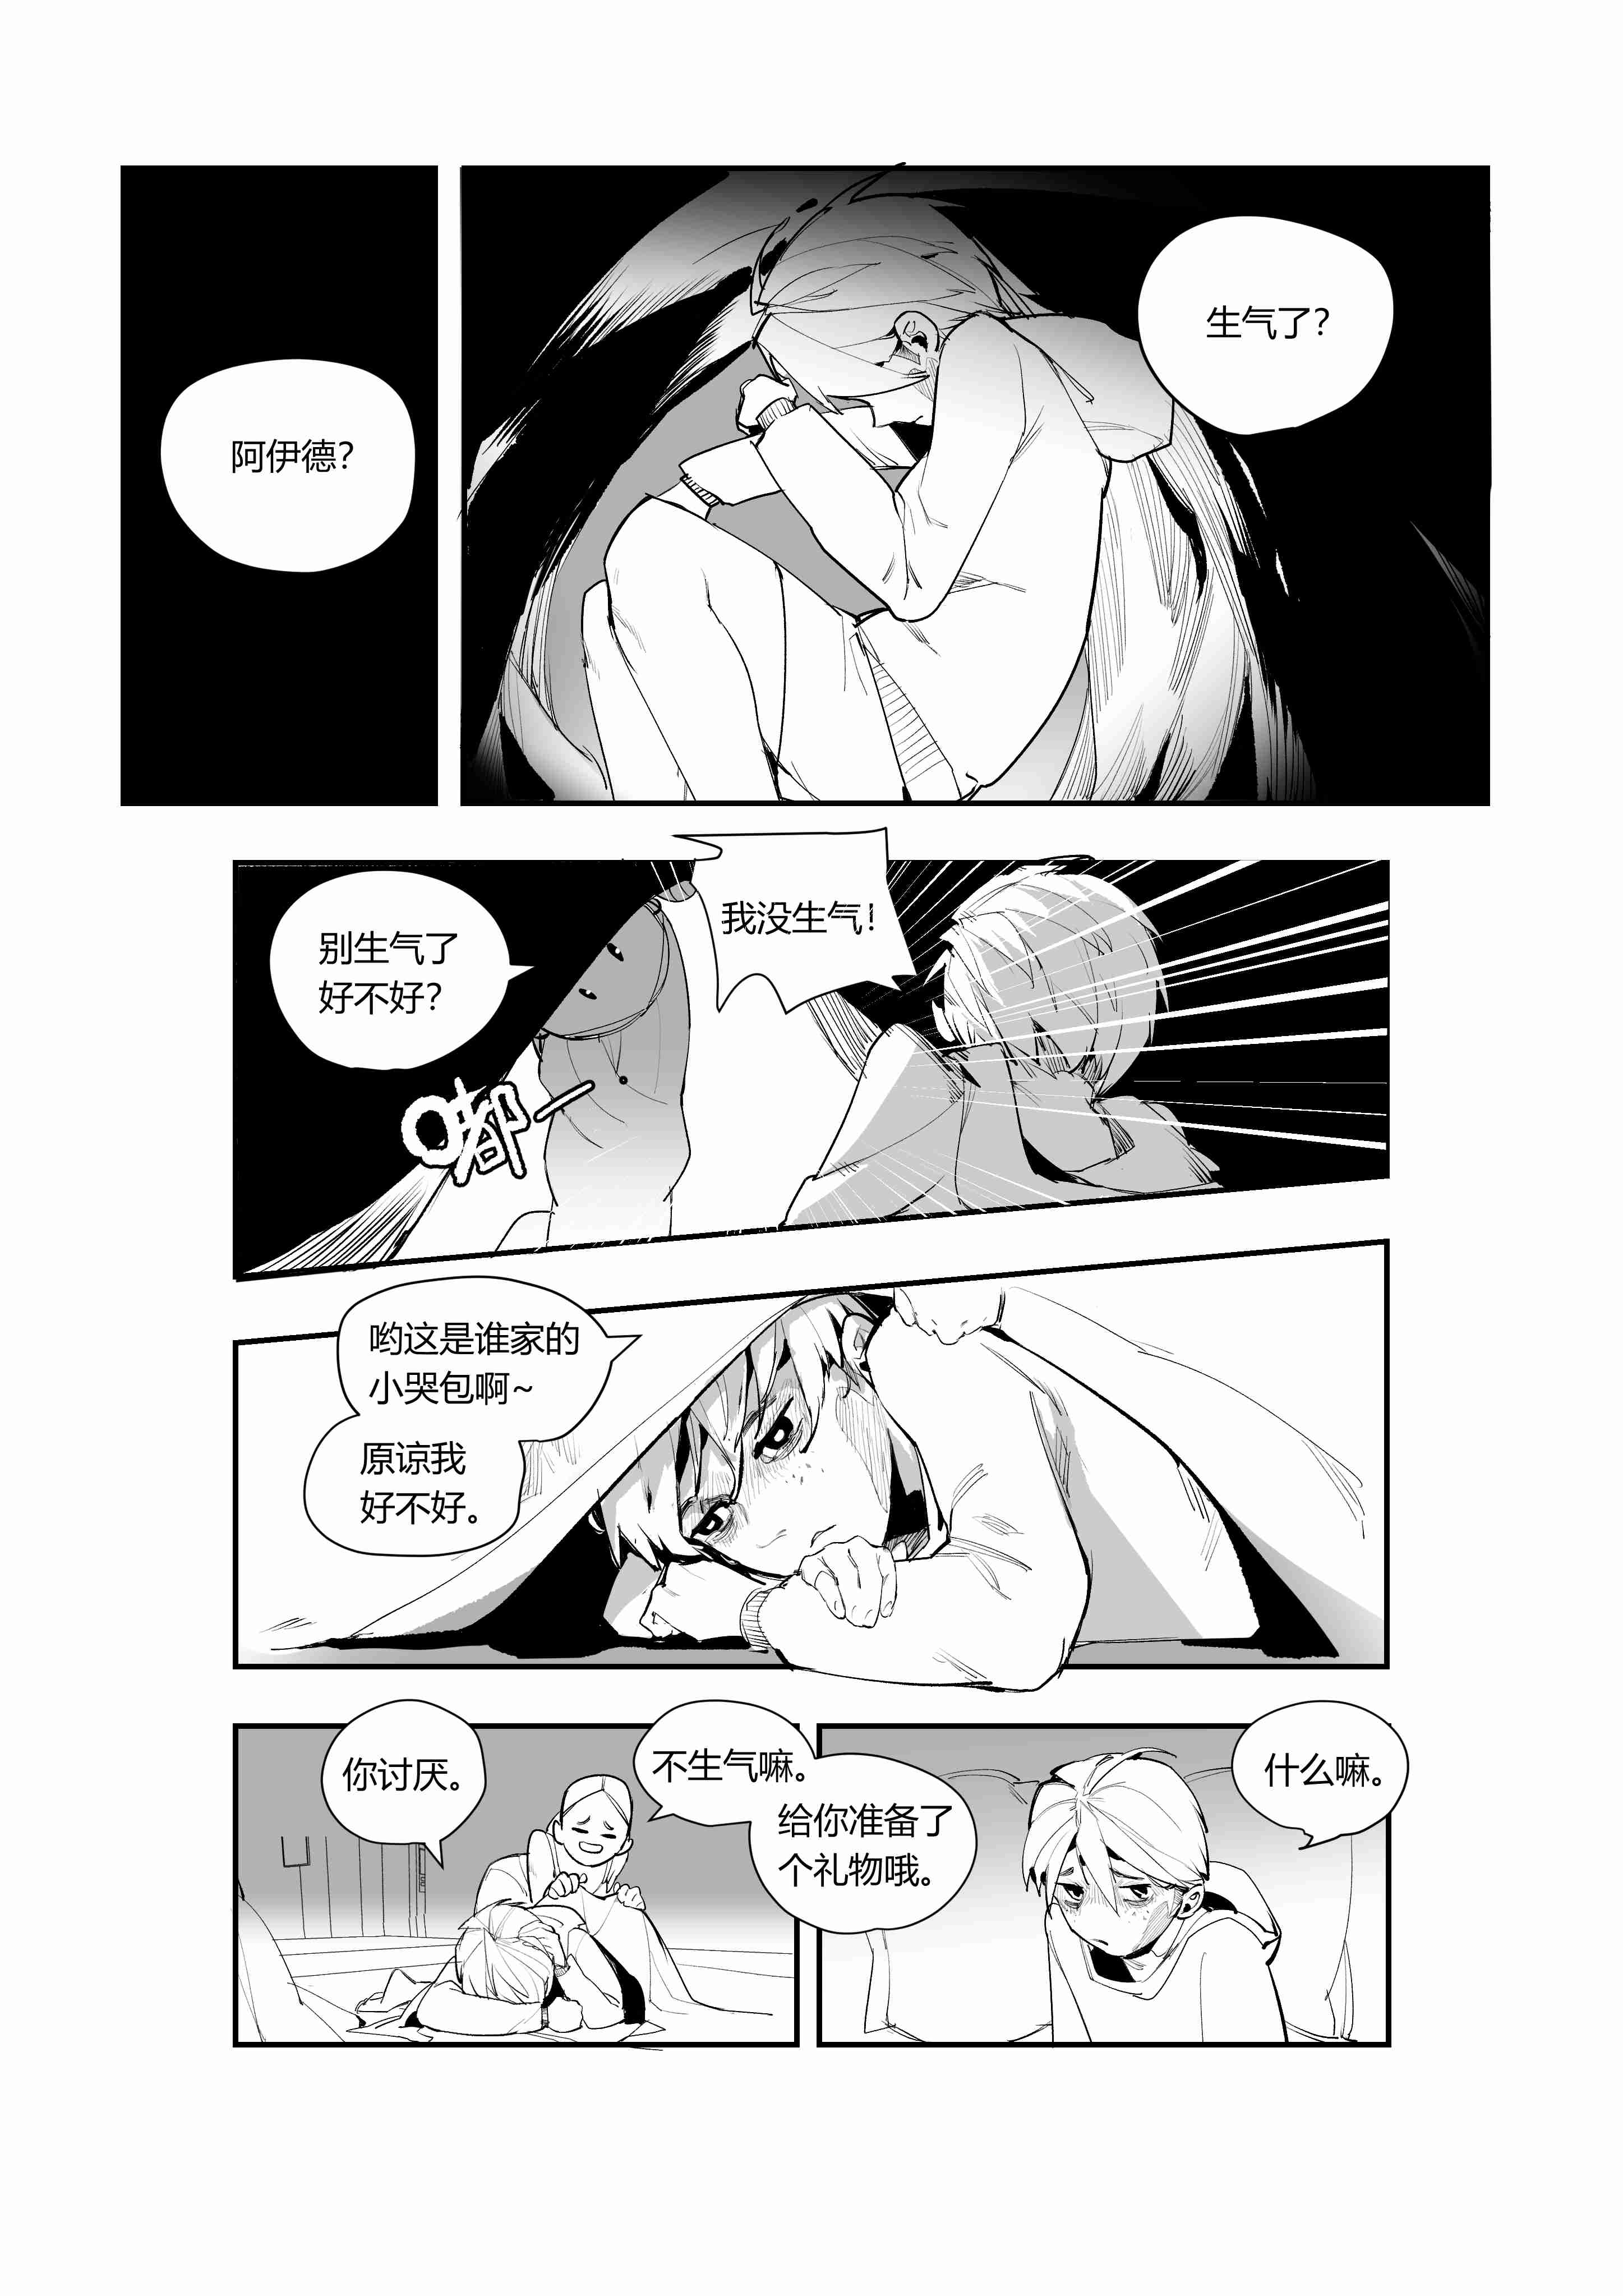 阿伊德？
生气了？
别生气了
好不好？
我没生气！
嘟
哟这是谁家的
小哭包啊~
原谅我
好不好。
你讨厌。
不生气嘛。
给你准备了
个礼物哦。
什么嘛。